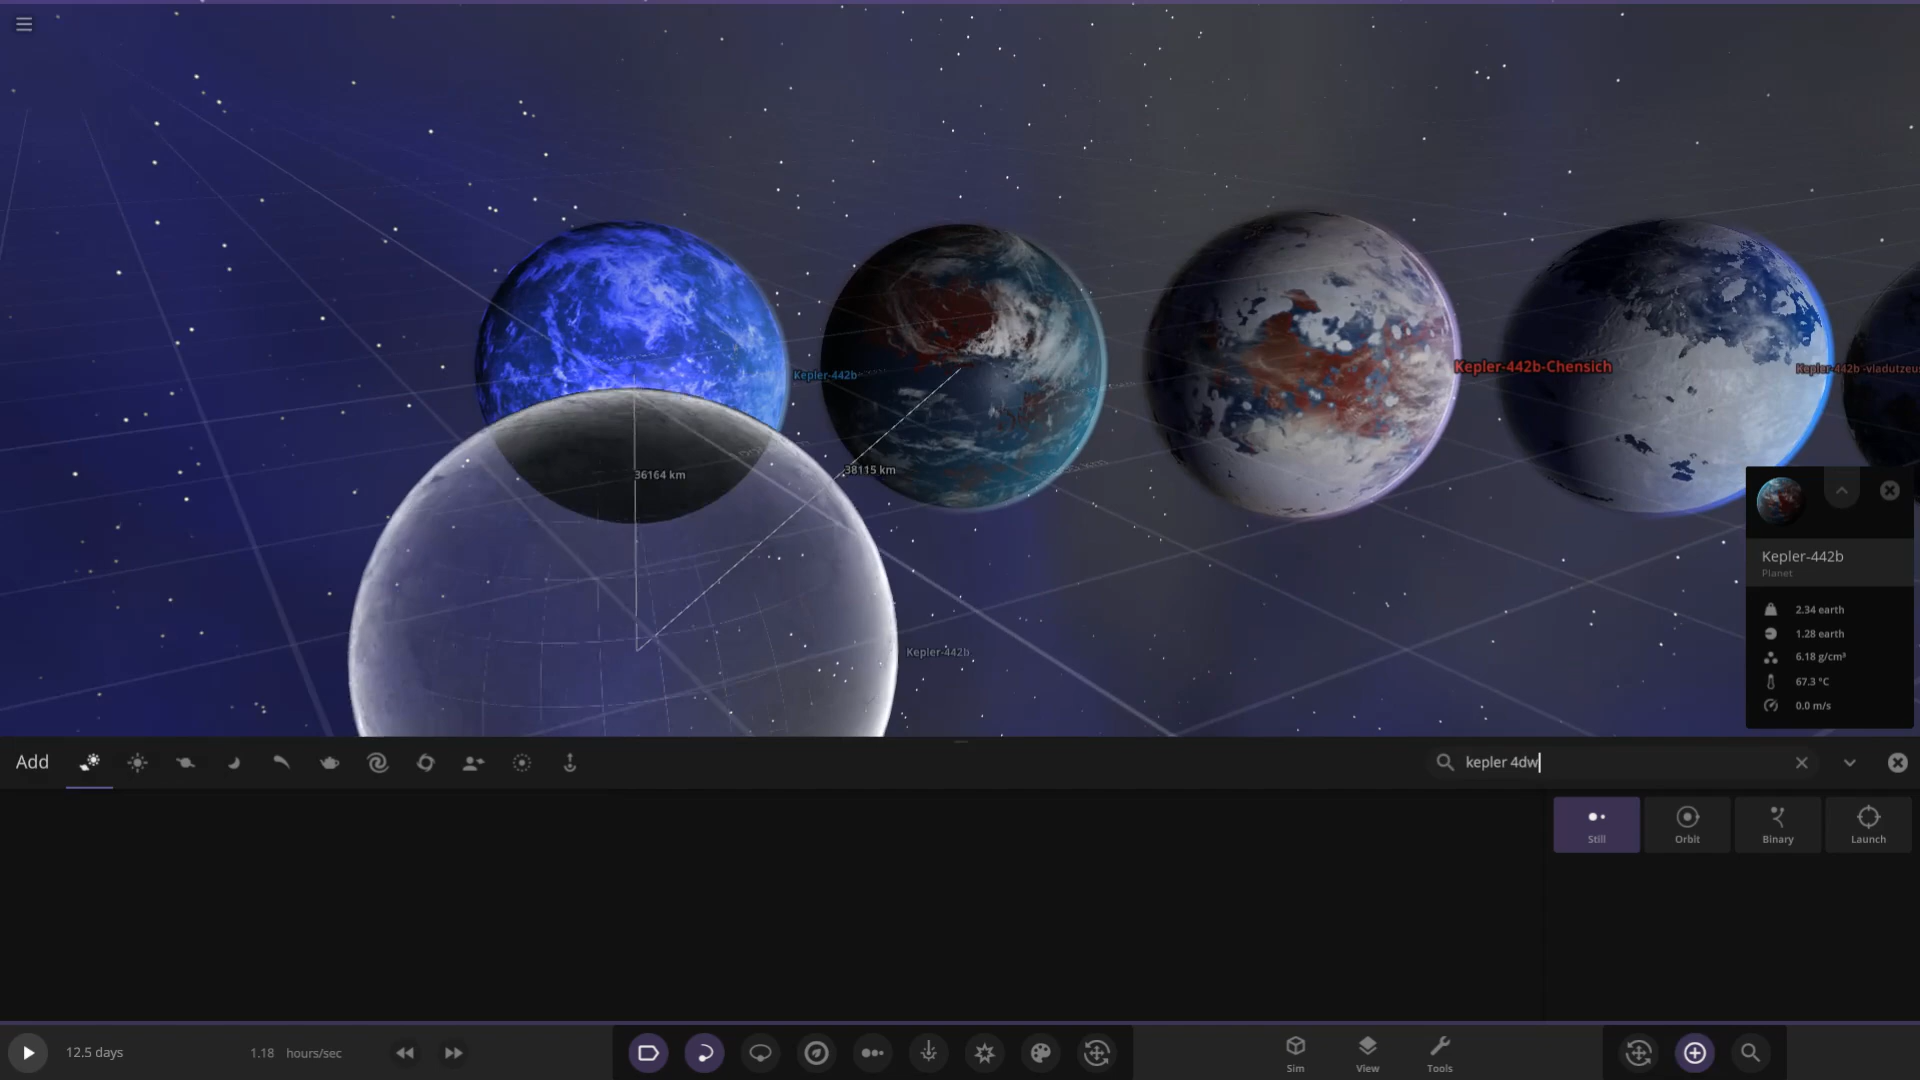 Kepler-442b
Kepler-442b-Chensich
Kepler-442b
36164 km
38115 km
Kepler-442b
Kepler-442b
Planet
2.34 earth
1.28 earth
6.18 g/cm³
67.3 °C
0.0 m/s
Add
kepler 4dw
Still
Orbit
Binary
Launch
12.5 days
1.18 hours/sec
Sim
View
Tools